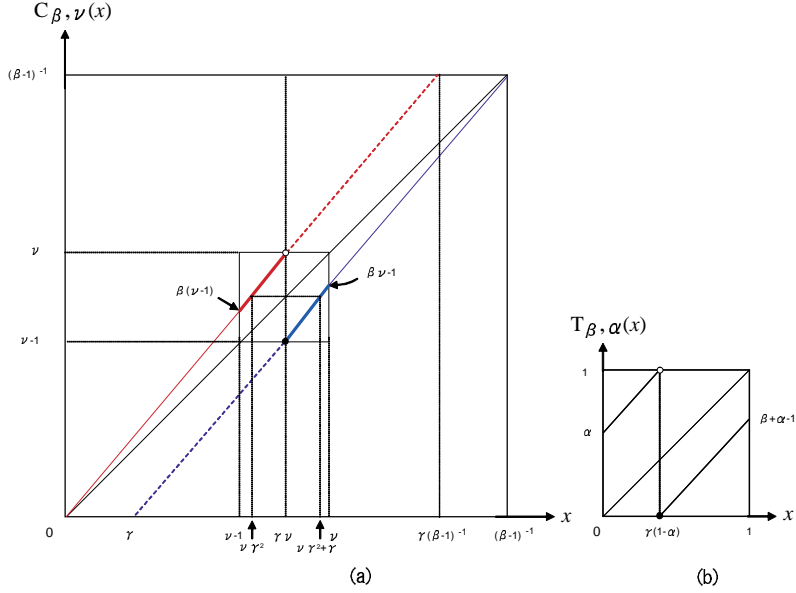 C β, ν(x)
(β-1) -1
ν
β(ν-1)
β ν-1
ν-1
0
γ
ν-1
ν γ²
γ ν
ν γ²+γ
ν
γ(β-1) -1
(β-1) -1
x
(a)
T β, α(x)
1
α
β+α-1
0
γ(1-α)
1
x
(b)